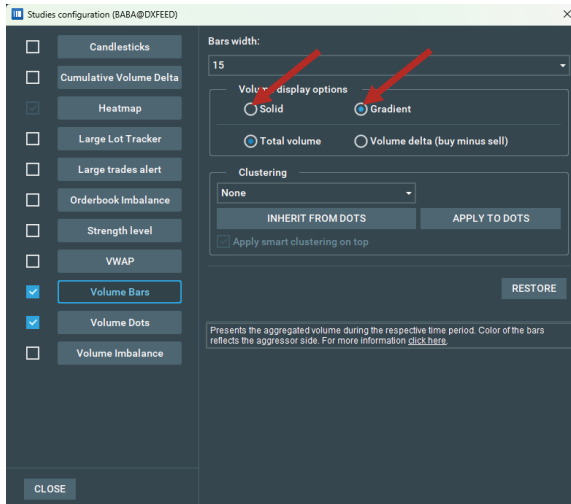 Studies configuration (BABA@DXFEED)
Candlesticks
Cumulative Volume Delta
Heatmap
Large Lot Tracker
Large trades alert
Orderbook Imbalance
Strength level
VWAP
Volume Bars
Volume Dots
Volume Imbalance
CLOSE
Bars width:
15
Volume display options
Solid
Gradient
Total volume
Volume delta (buy minus sell)
Clustering
None
INHERIT FROM DOTS
APPLY TO DOTS
Apply smart clustering on top
RESTORE
Presents the aggregated volume during the respective time period. Color of the bars
reflects the aggressor side. For more information click here.